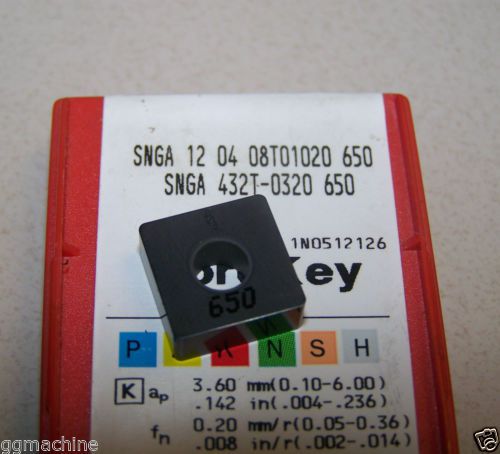 SNGA 12 04 08T01020 650
SNGA 432T-0320 650
1N0512126
Key
650
P K N S H
K ap 3.60 mm(0.10-6.00)
.142 in(.004-.236)
fn 0.20 mm/r(0.05-0.36)
.008 in/r(.002-.014)
ggmachine